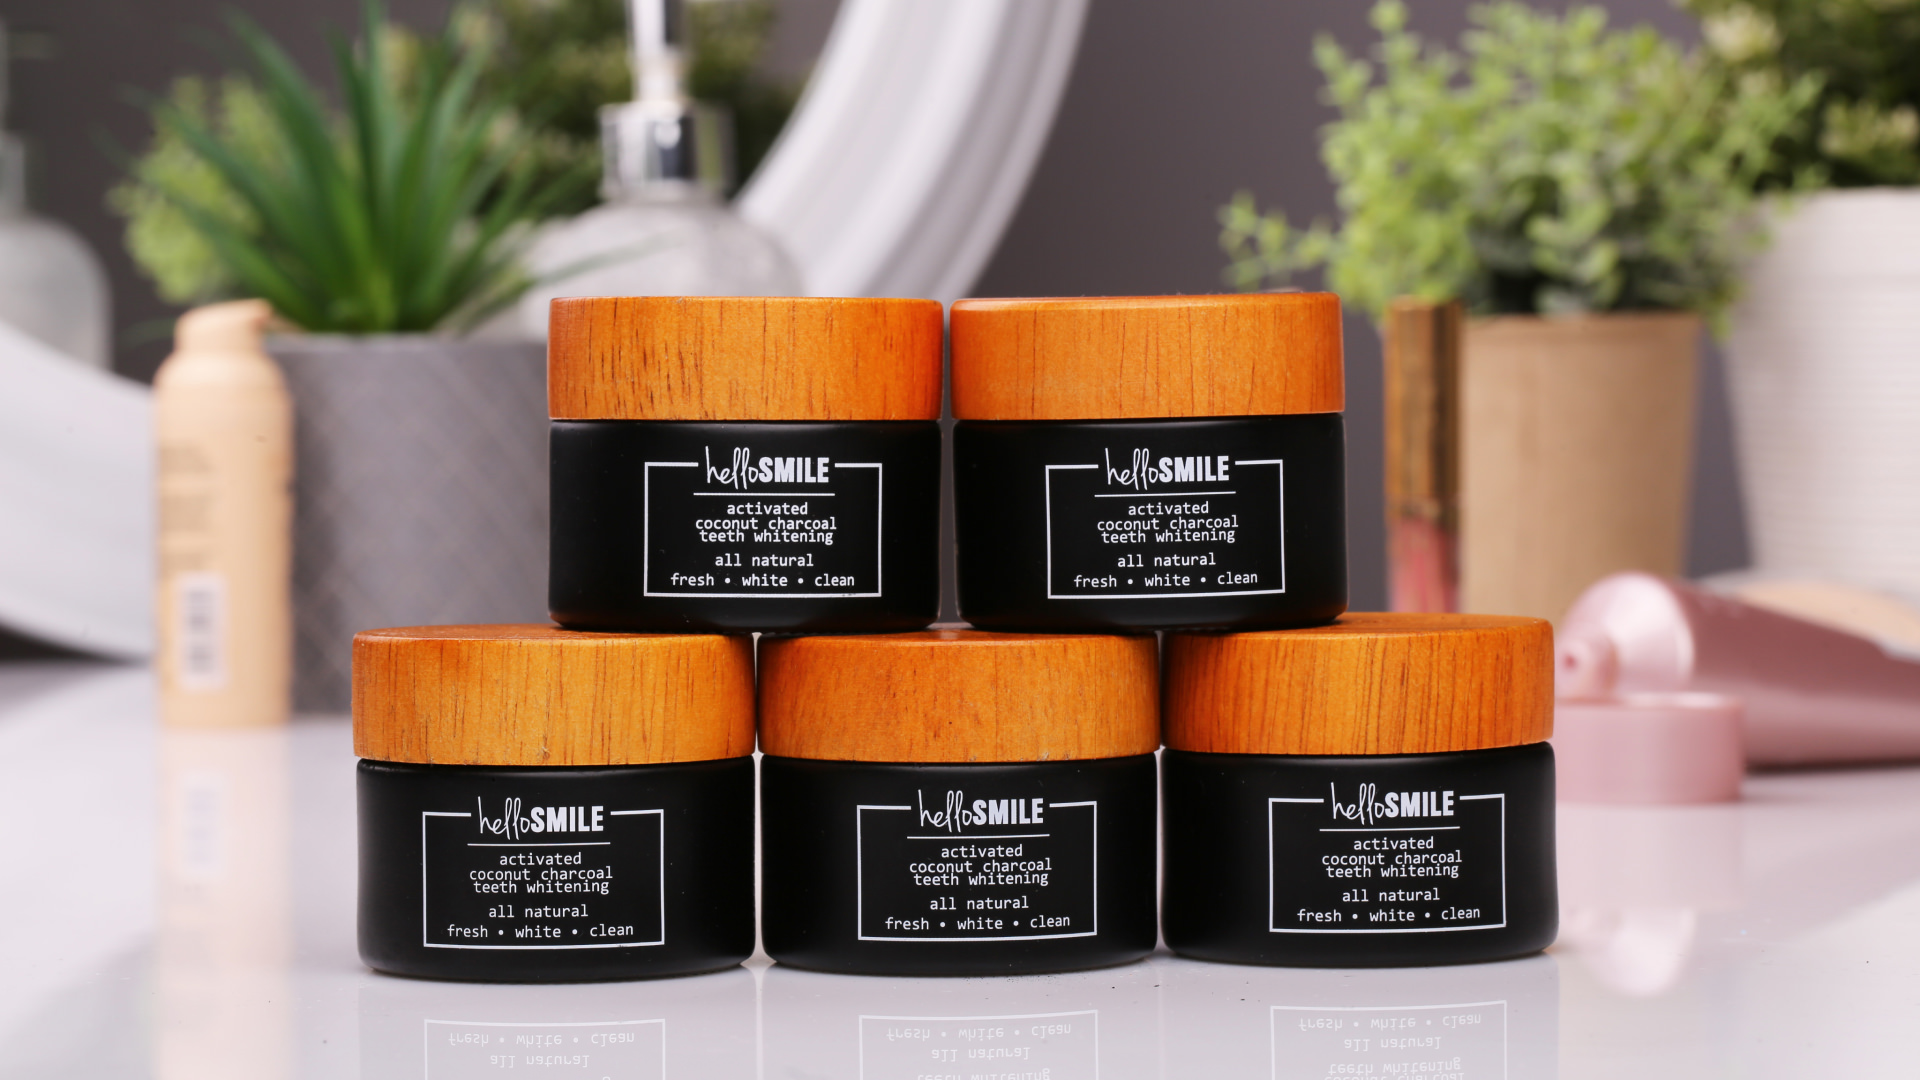 helloSMILE
activated
coconut charcoal
teeth whitening
all natural
fresh • white • clean
helloSMILE
activated
coconut charcoal
teeth whitening
all natural
fresh • white • clean
helloSMILE
activated
coconut charcoal
teeth whitening
all natural
fresh • white • clean
helloSMILE
activated
coconut charcoal
teeth whitening
all natural
fresh • white • clean
helloSMILE
activated
coconut charcoal
teeth whitening
all natural
fresh • white • clean